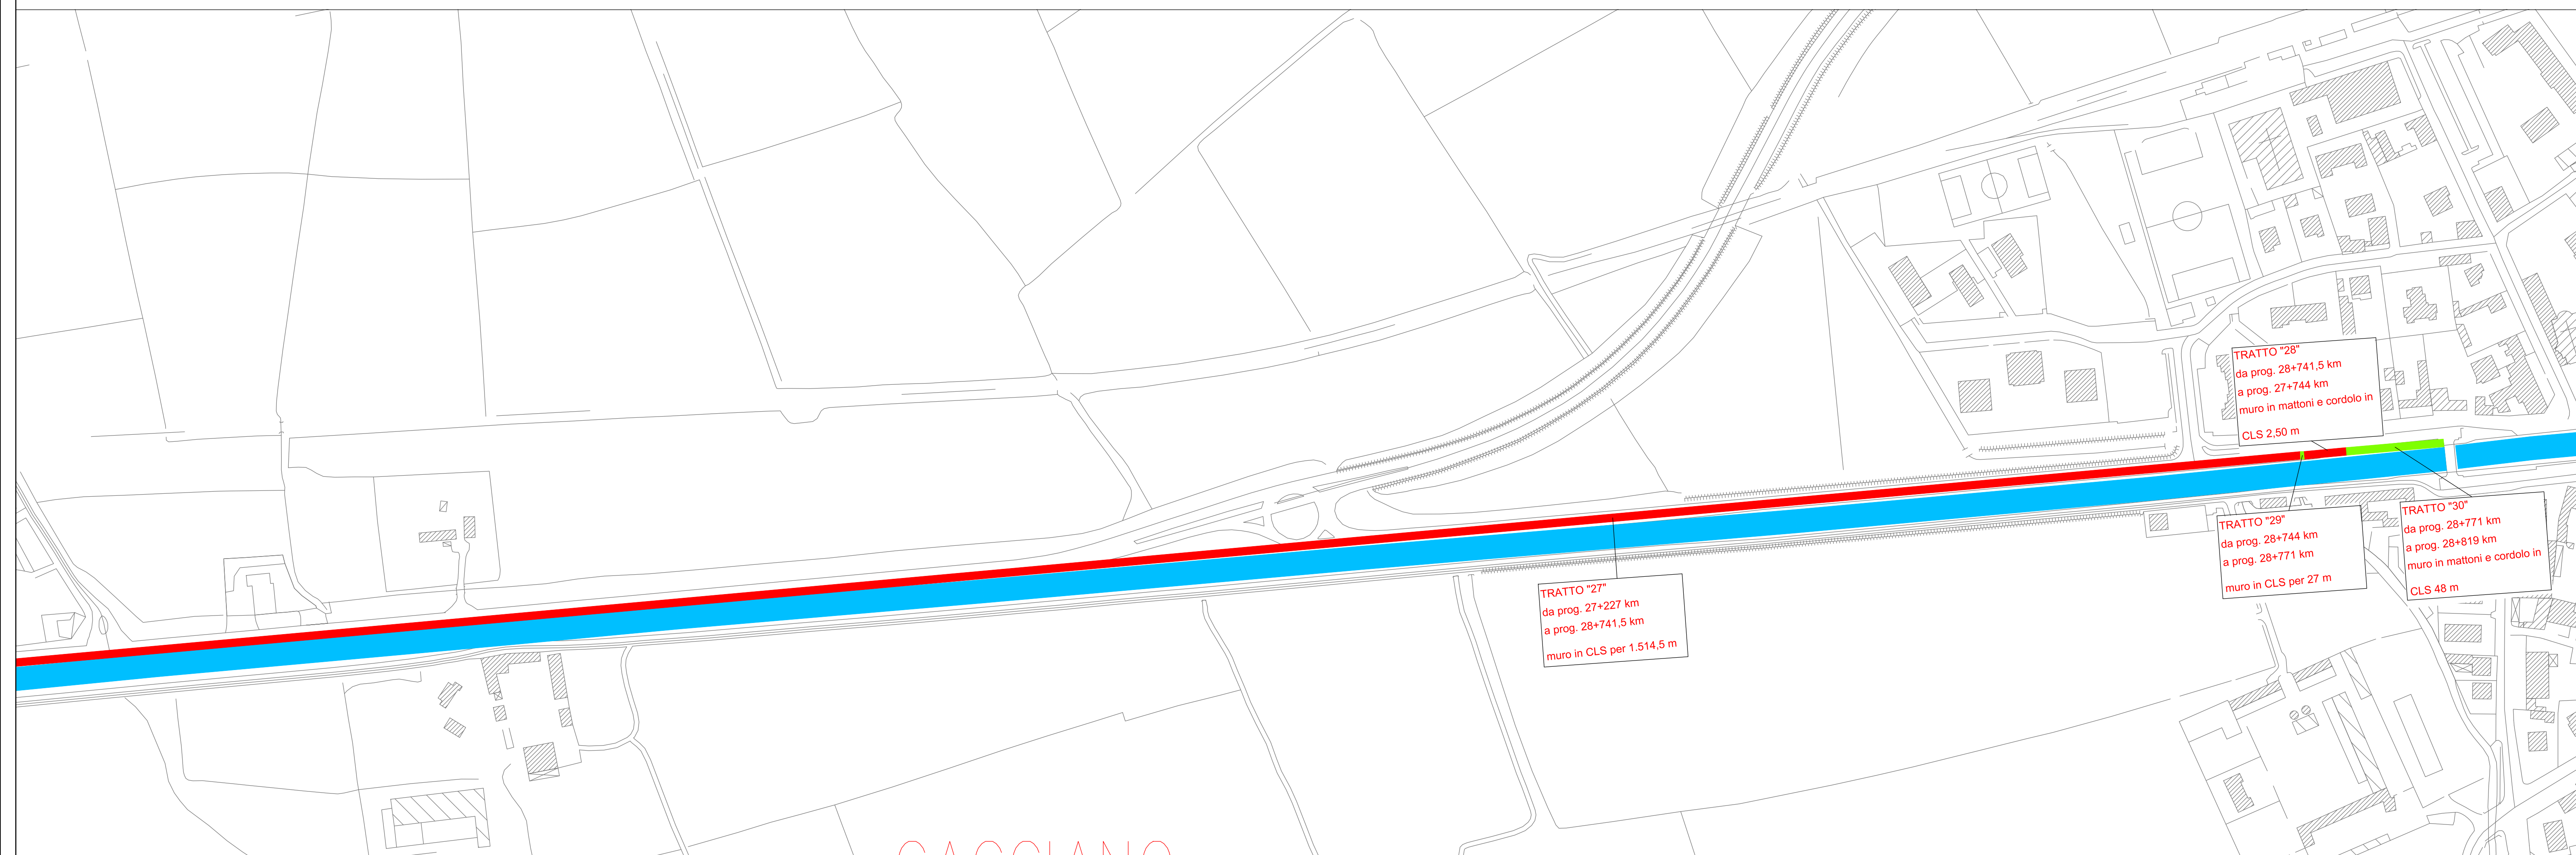 TRATTO "28"
da prog. 28+741,5 km
a prog. 27+744 km
muro in mattoni e cordolo in
CLS 2,50 m
TRATTO "27"
da prog. 27+227 km
a prog. 28+741,5 km
muro in CLS per 1.514,5 m
TRATTO "29"
da prog. 28+744 km
a prog. 28+771 km
muro in CLS per 27 m
TRATTO "30"
da prog. 28+771 km
a prog. 28+819 km
muro in mattoni e cordolo in
CLS 48 m